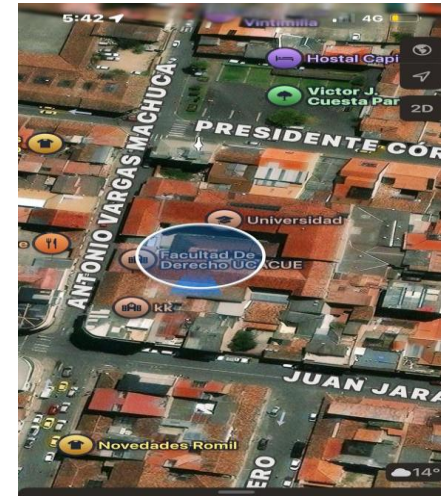 5:42
4G
Vintimilla
Hostal Capi
Victor J.
Cuesta Par
2D
PRESIDENTE CÓR
ANTONIO VARGAS MACHUCA
Universidad
Facultad De
Derecho UCACUE
e
kk
JUAN JARA
Novedades Romil
ERO
14°